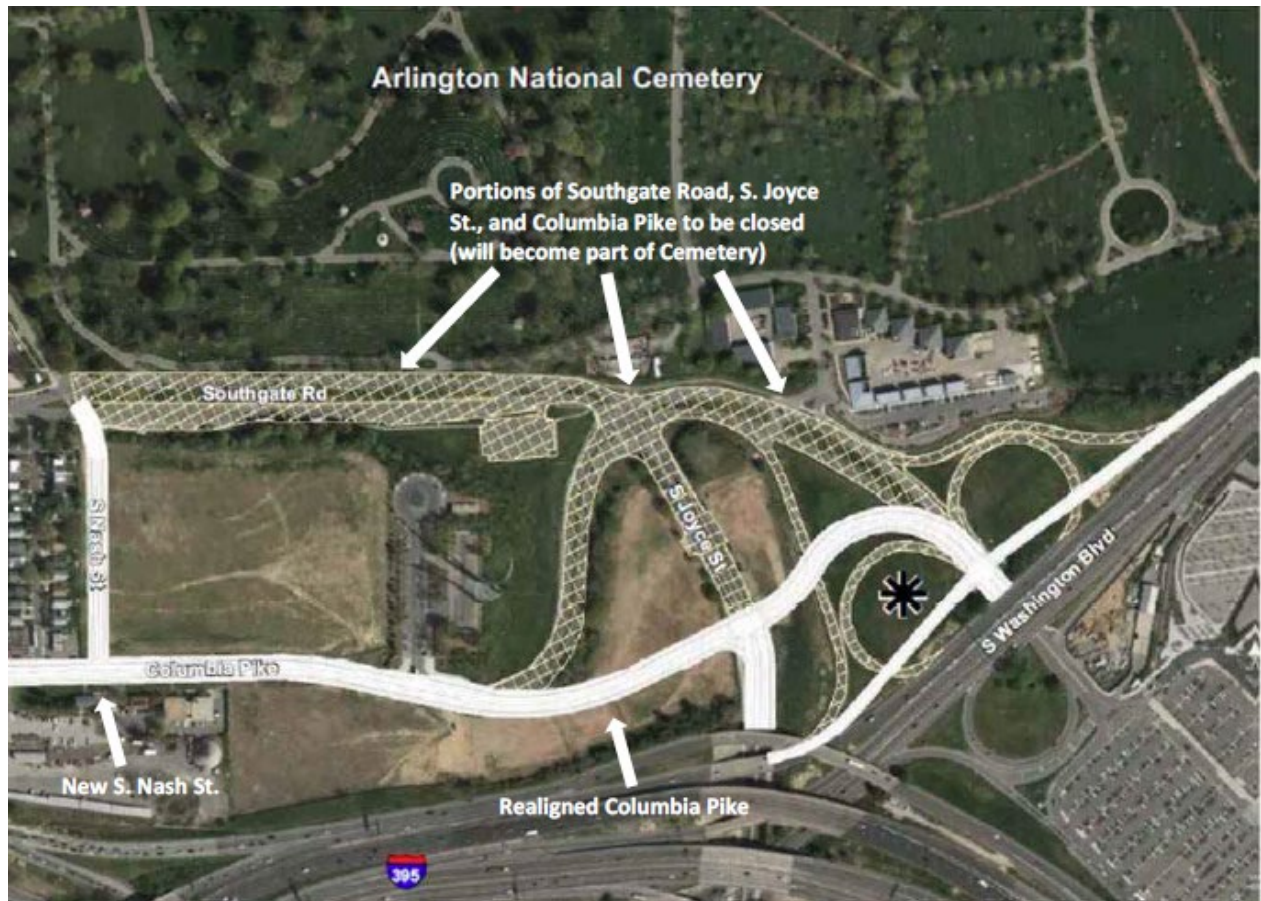 Arlington National Cemetery
Portions of Southgate Road, S. Joyce
St., and Columbia Pike to be closed
(will become part of Cemetery)
Southgate Rd
S Nash St
S Joyce St
S Washington Blvd
Columbia Pike
New S. Nash St.
Realigned Columbia Pike
395